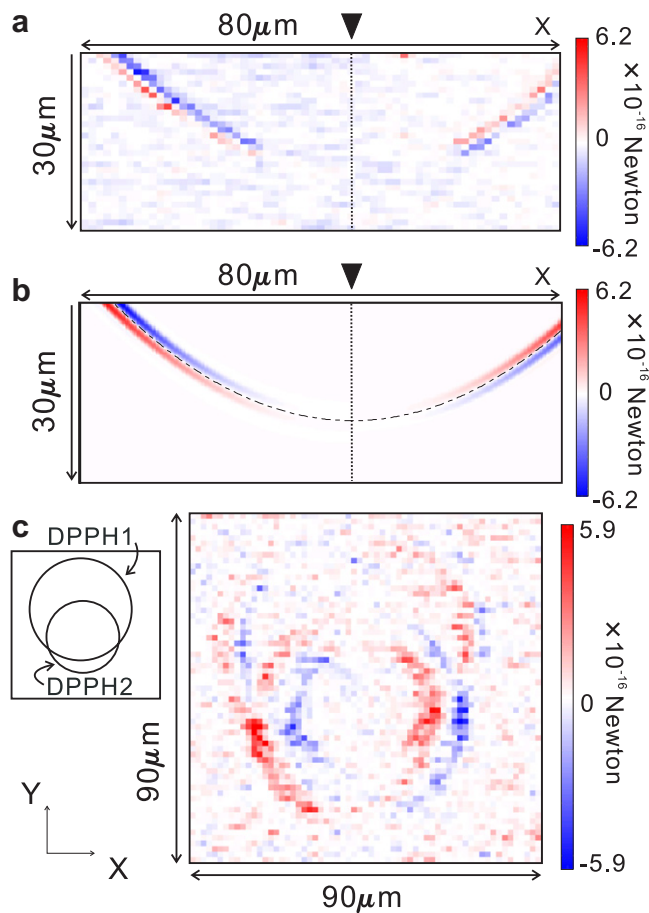 a
80μm
X
30μm
6.2
0
-6.2
×10⁻¹⁶ Newton
b
80μm
X
30μm
6.2
0
-6.2
×10⁻¹⁶ Newton
c
DPPH1
DPPH2
Y
X
90μm
90μm
5.9
0
-5.9
×10⁻¹⁶ Newton